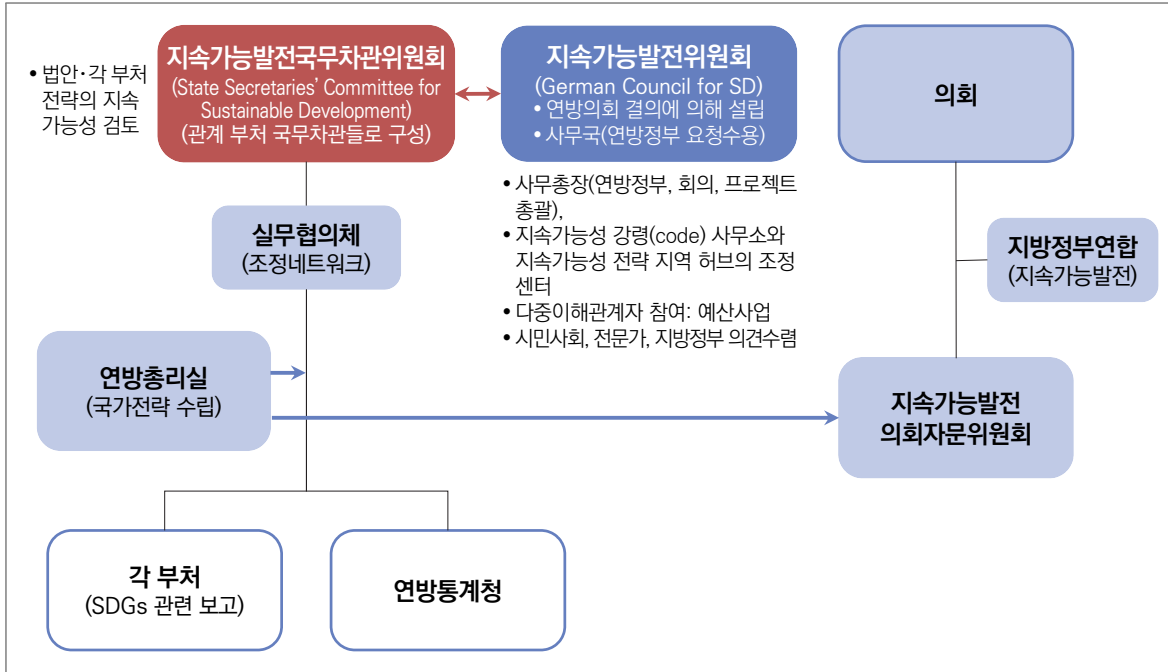 • 법안·각 부처
전략의 지속
가능성 검토
지속가능발전국무차관위원회
(State Secretaries’ Committee for
Sustainable Development)
(관계 부처 국무차관들로 구성)
지속가능발전위원회
(German Council for SD)
• 연방의회 결의에 의해 설립
• 사무국(연방정부 요청수용)
의회
• 사무총장(연방정부, 회의, 프로젝트
총괄),
• 지속가능성 강령(code) 사무소와
지속가능성 전략 지역 허브의 조정
센터
• 다중이해관계자 참여: 예산사업
• 시민사회, 전문가, 지방정부 의견수렴
실무협의체
(조정네트워크)
지방정부연합
(지속가능발전)
연방총리실
(국가전략 수립)
지속가능발전
의회자문위원회
각 부처
(SDGs 관련 보고)
연방통계청